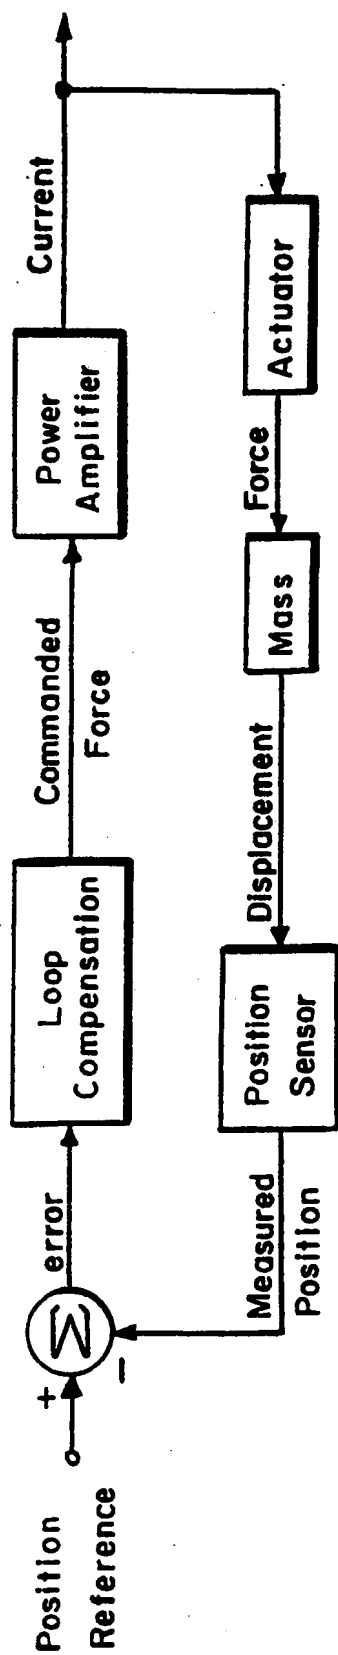 Position
Reference
+
−
Σ
error
Loop
Compensation
Commanded
Force
Power
Amplifier
Current
Actuator
Force
Mass
Displacement
Position
Sensor
Measured
Position